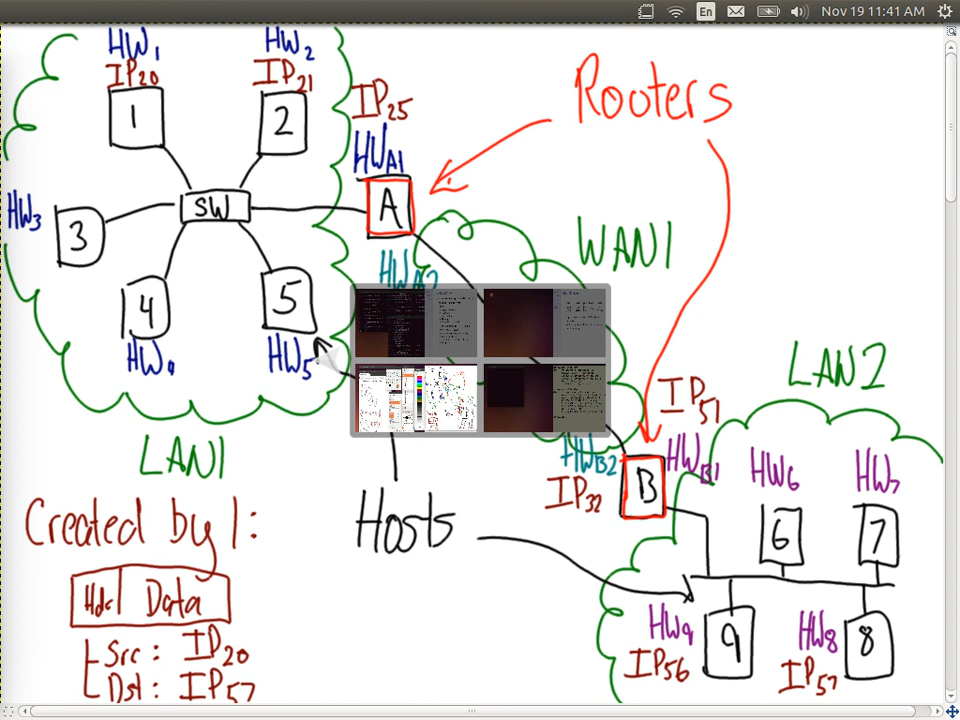 En Nov 19 11:41 AM
HW1 HW2
IP20 IP21
1 2
IP25
HWA1
Rooters
HW3 3 SW A
WAN1
4 5
HW5
LAN1
LAN2
IP51
HWB2 HWB1
IP32 B
HW6 HW7
6 7
Created by 1:
Hosts
Hdr Data
Src: IP20
Dst: IP57
HW9 9 HW8 8
IP56 IP57